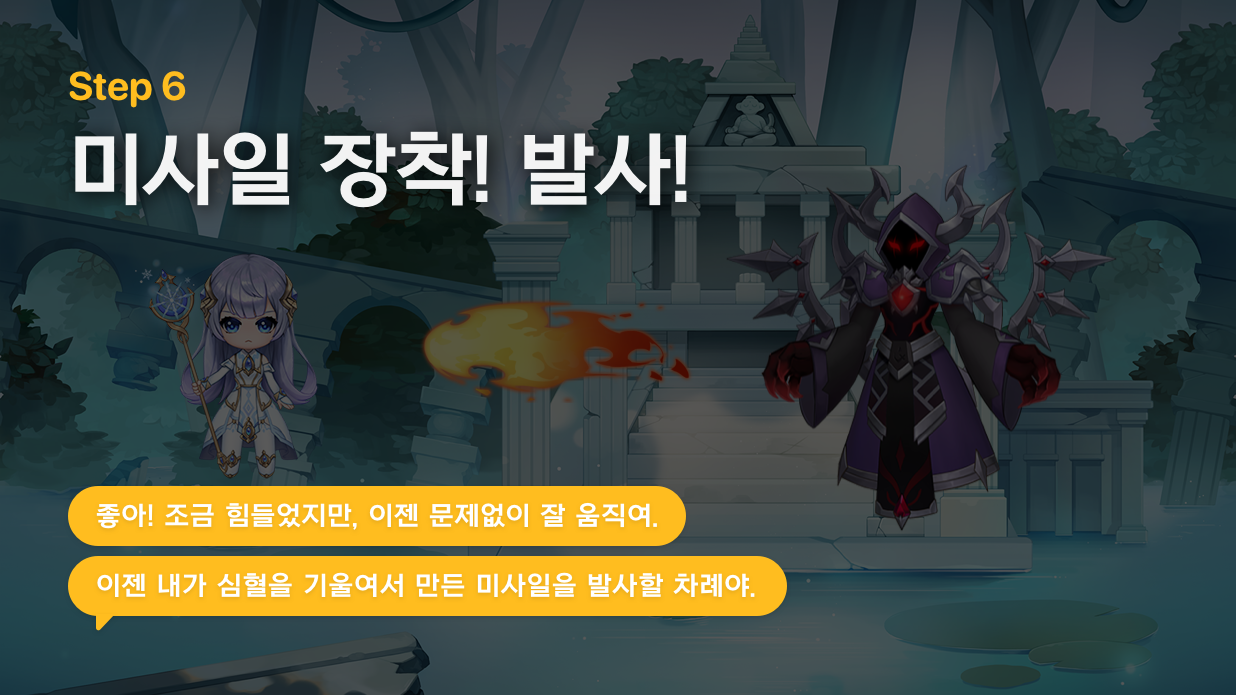 Step 6
미사일 장착! 발사!
좋아! 조금 힘들었지만, 이젠 문제없이 잘 움직여.
이젠 내가 심혈을 기울여서 만든 미사일을 발사할 차례야.